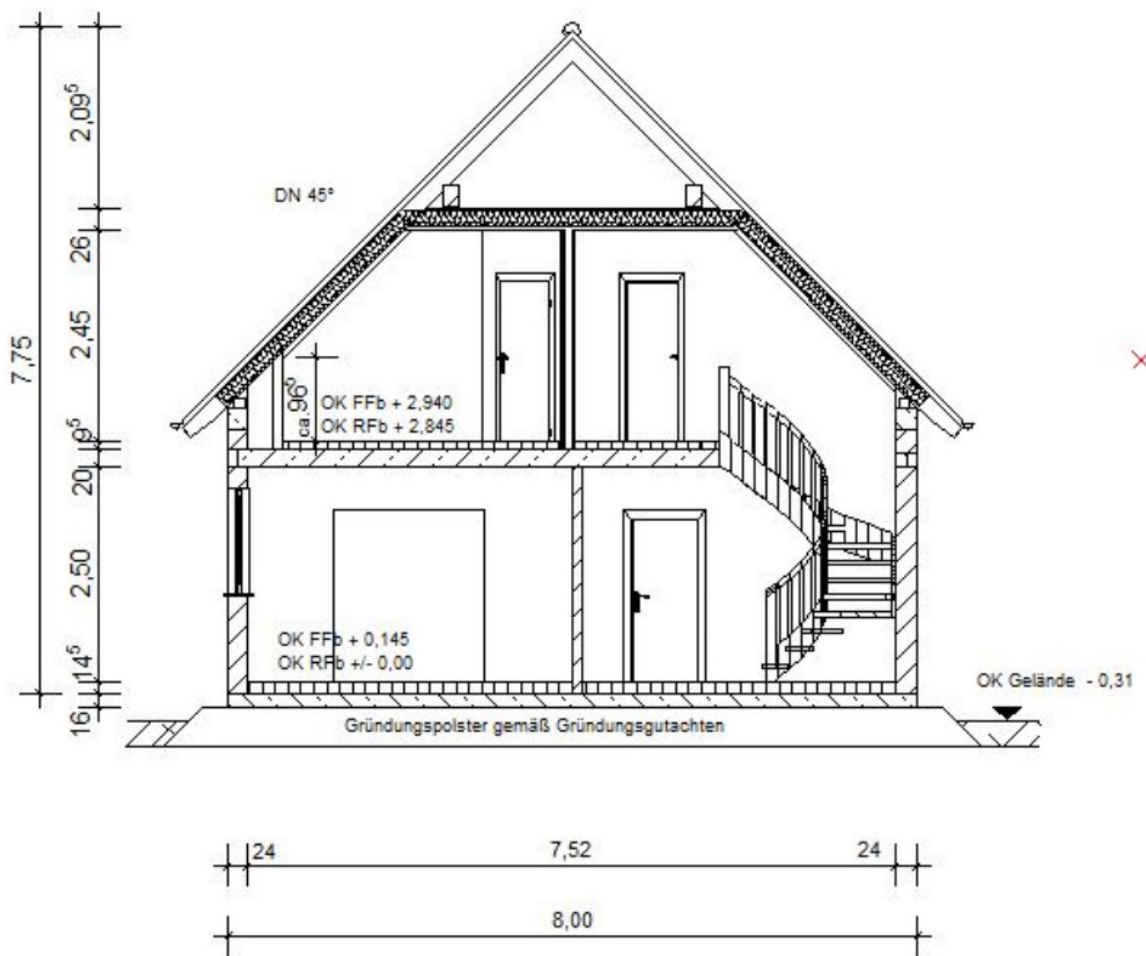 7,75
2,09⁵
26
2,45
9⁵
20
2,50
14⁵
16
DN 45°
ca.96⁵
OK FFb + 2,940
OK RFb + 2,845
OK FFb + 0,145
OK RFb +/- 0,00
OK Gelände - 0,31
Gründungspolster gemäß Gründungsgutachten
24
7,52
24
8,00